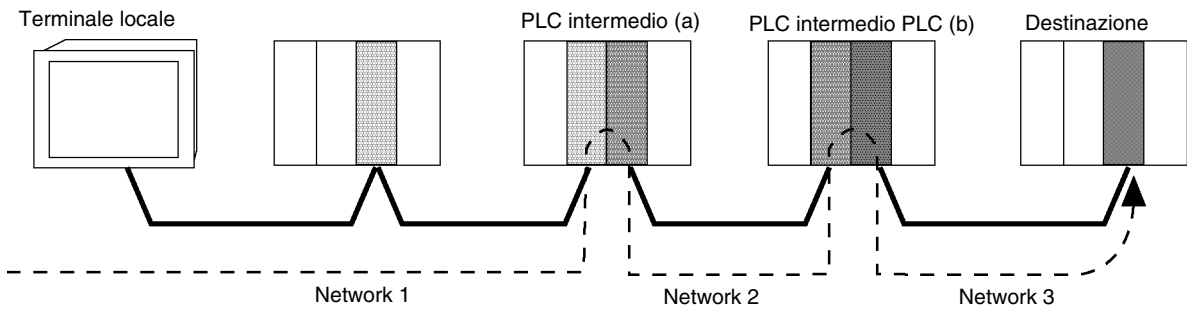 Terminale locale
PLC intermedio (a)
PLC intermedio PLC (b)
Destinazione
Network 1
Network 2
Network 3